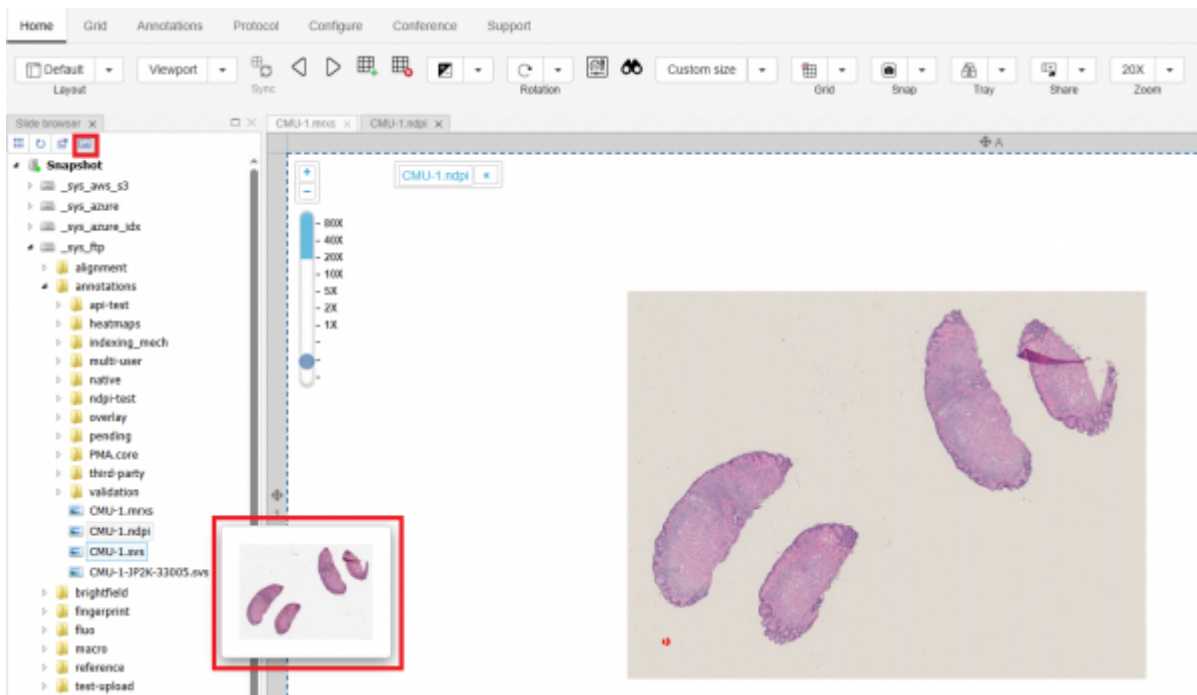 Home Grid Annotations Protocol Configure Conference Support
Default Viewport Custom size 20X
Layout Sync Rotation Grid Snap Tray Share Zoom
Slide browser x CMU-1.mrxs x CMU-1.ndpi x
A
Snapshot
_sys_aws_s3
_sys_azure
_sys_azure_idx
_sys_ftp
alignment
annotations
api-test
heatmaps
indexing_mech
multi-user
native
ndpi-test
overlay
pending
PMA.core
third-party
validation
CMU-1.mrxs
CMU-1.ndpi
CMU-1.svs
CMU-1-JP2K-33005.svs
brightfield
fingerprint
fluo
macro
reference
test-upload
+
CMU-1.ndpi «
-
- 80X
- 40X
- 20X
- 10X
- 5X
- 2X
- 1X
1